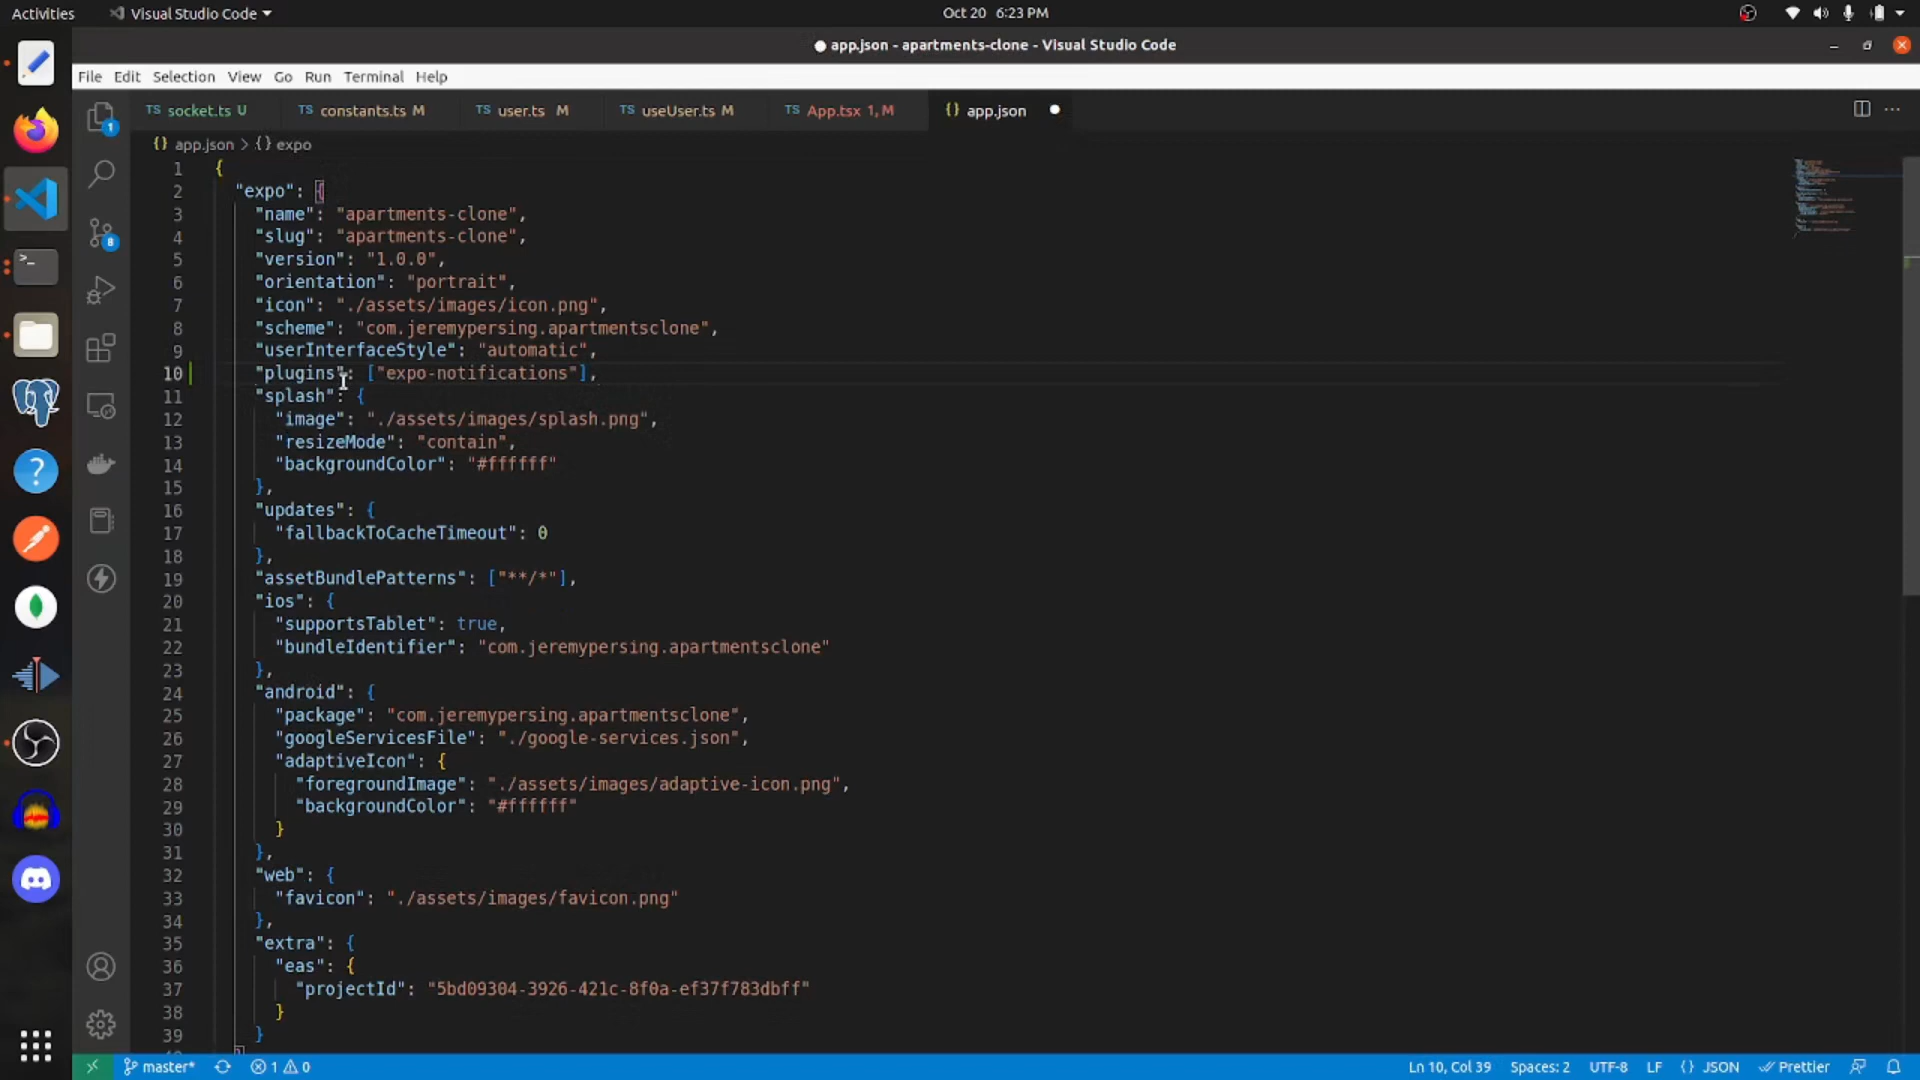 Activities Visual Studio Code Oct 20 6:23 PM
app.json - apartments-clone - Visual Studio Code
File Edit Selection View Go Run Terminal Help
TS socket.ts U TS constants.ts M TS user.ts M TS useUser.ts M TS App.tsx 1, M {} app.json
{} app.json > {} expo
1 {
2 "expo": {
3 "name": "apartments-clone",
4 "slug": "apartments-clone",
5 "version": "1.0.0",
6 "orientation": "portrait",
7 "icon": "./assets/images/icon.png",
8 "scheme": "com.jeremypersing.apartmentsclone",
9 "userInterfaceStyle": "automatic",
10 "plugins": ["expo-notifications"],
11 "splash": {
12 "image": "./assets/images/splash.png",
13 "resizeMode": "contain",
14 "backgroundColor": "#ffffff"
15 },
16 "updates": {
17 "fallbackToCacheTimeout": 0
18 },
19 "assetBundlePatterns": ["**/*"],
20 "ios": {
21 "supportsTablet": true,
22 "bundleIdentifier": "com.jeremypersing.apartmentsclone"
23 },
24 "android": {
25 "package": "com.jeremypersing.apartmentsclone",
26 "googleServicesFile": "./google-services.json",
27 "adaptiveIcon": {
28 "foregroundImage": "./assets/images/adaptive-icon.png",
29 "backgroundColor": "#ffffff"
30 }
31 },
32 "web": {
33 "favicon": "./assets/images/favicon.png"
34 },
35 "extra": {
36 "eas": {
37 "projectId": "5bd09304-3926-421c-8f0a-ef37f783dbff"
38 }
39 }
1
8
master* 1 0 Ln 10, Col 39 Spaces: 2 UTF-8 LF {} JSON Prettier